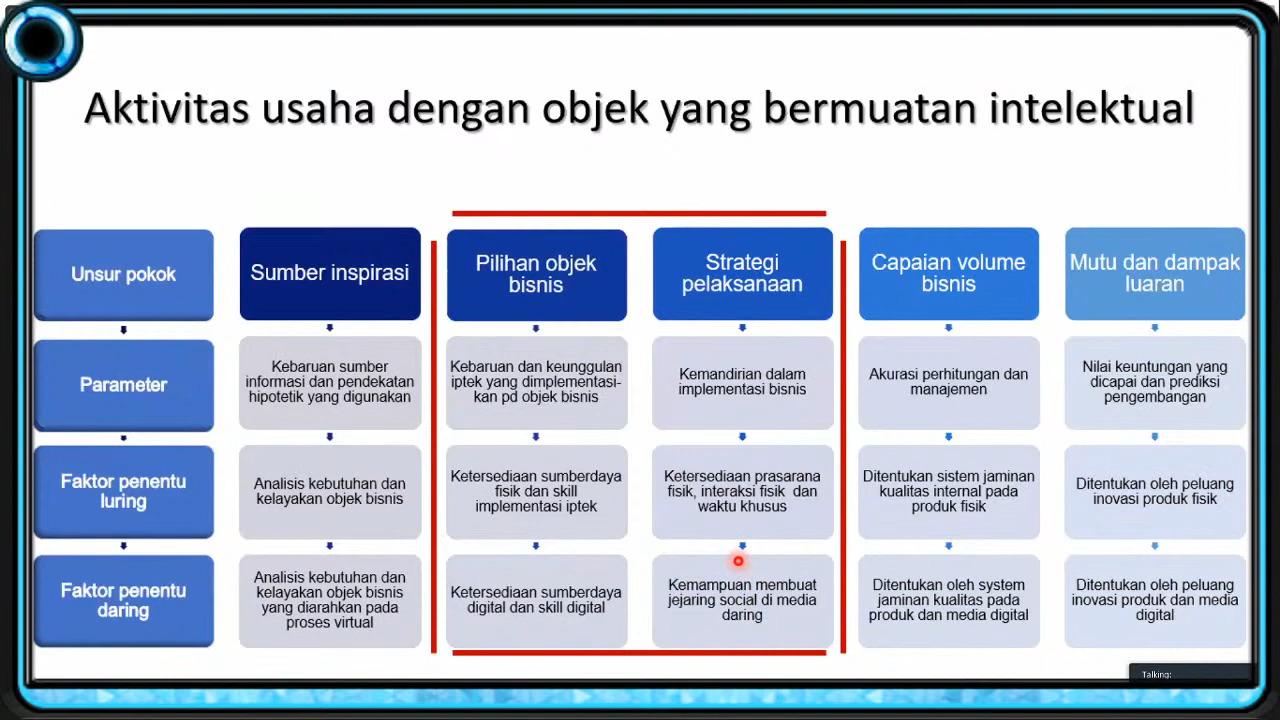 Aktivitas usaha dengan objek yang bermuatan intelektual
Unsur pokok
Sumber inspirasi
Pilihan objek
bisnis
Strategi
pelaksanaan
Capaian volume
bisnis
Mutu dan dampak
luaran
Parameter
Kebaruan sumber
informasi dan pendekatan
hipotetik yang digunakan
Kebaruan dan keunggulan
iptek yang dimplementasi-
kan pd objek bisnis
Kemandirian dalam
implementasi bisnis
Akurasi perhitungan dan
manajemen
Nilai keuntungan yang
dicapai dan prediksi
pengembangan
Faktor penentu
luring
Analisis kebutuhan dan
kelayakan objek bisnis
Ketersediaan sumberdaya
fisik dan skill
implementasi iptek
Ketersediaan prasarana
fisik, interaksi fisik dan
waktu khusus
Ditentukan sistem jaminan
kualitas internal pada
produk fisik
Ditentukan oleh peluang
inovasi produk fisik
Faktor penentu
daring
Analisis kebutuhan dan
kelayakan objek bisnis
yang diarahkan pada
proses virtual
Ketersediaan sumberdaya
digital dan skill digital
Kemampuan membuat
jejaring social di media
daring
Ditentukan oleh system
jaminan kualitas pada
produk dan media digital
Ditentukan oleh peluang
inovasi produk dan media
digital
Talking: